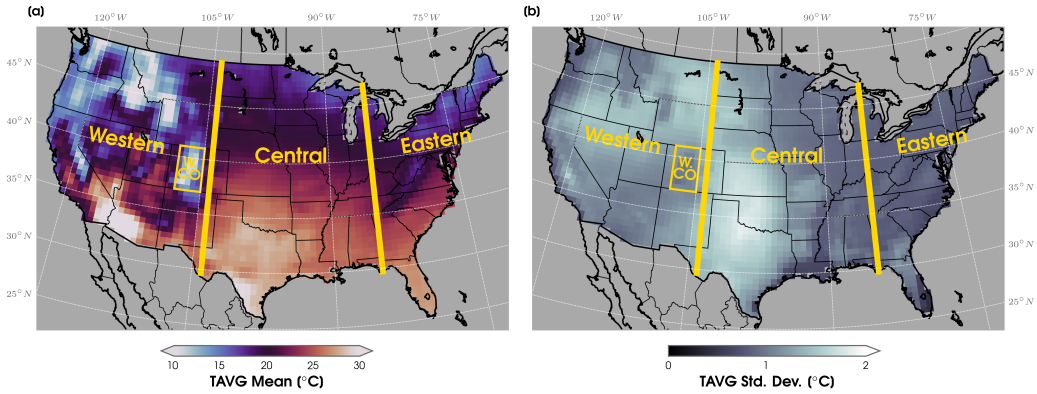 (a)
120°W
105°W
90°W
75°W
45°N
40°N
35°N
30°N
25°N
Western
Central
Eastern
W
CO
10 15 20 25 30
TAVG Mean (°C)
(b)
120°W
105°W
90°W
75°W
45°N
40°N
35°N
30°N
25°N
Western
Central
Eastern
W
CO
0 1 2
TAVG Std. Dev. (°C)